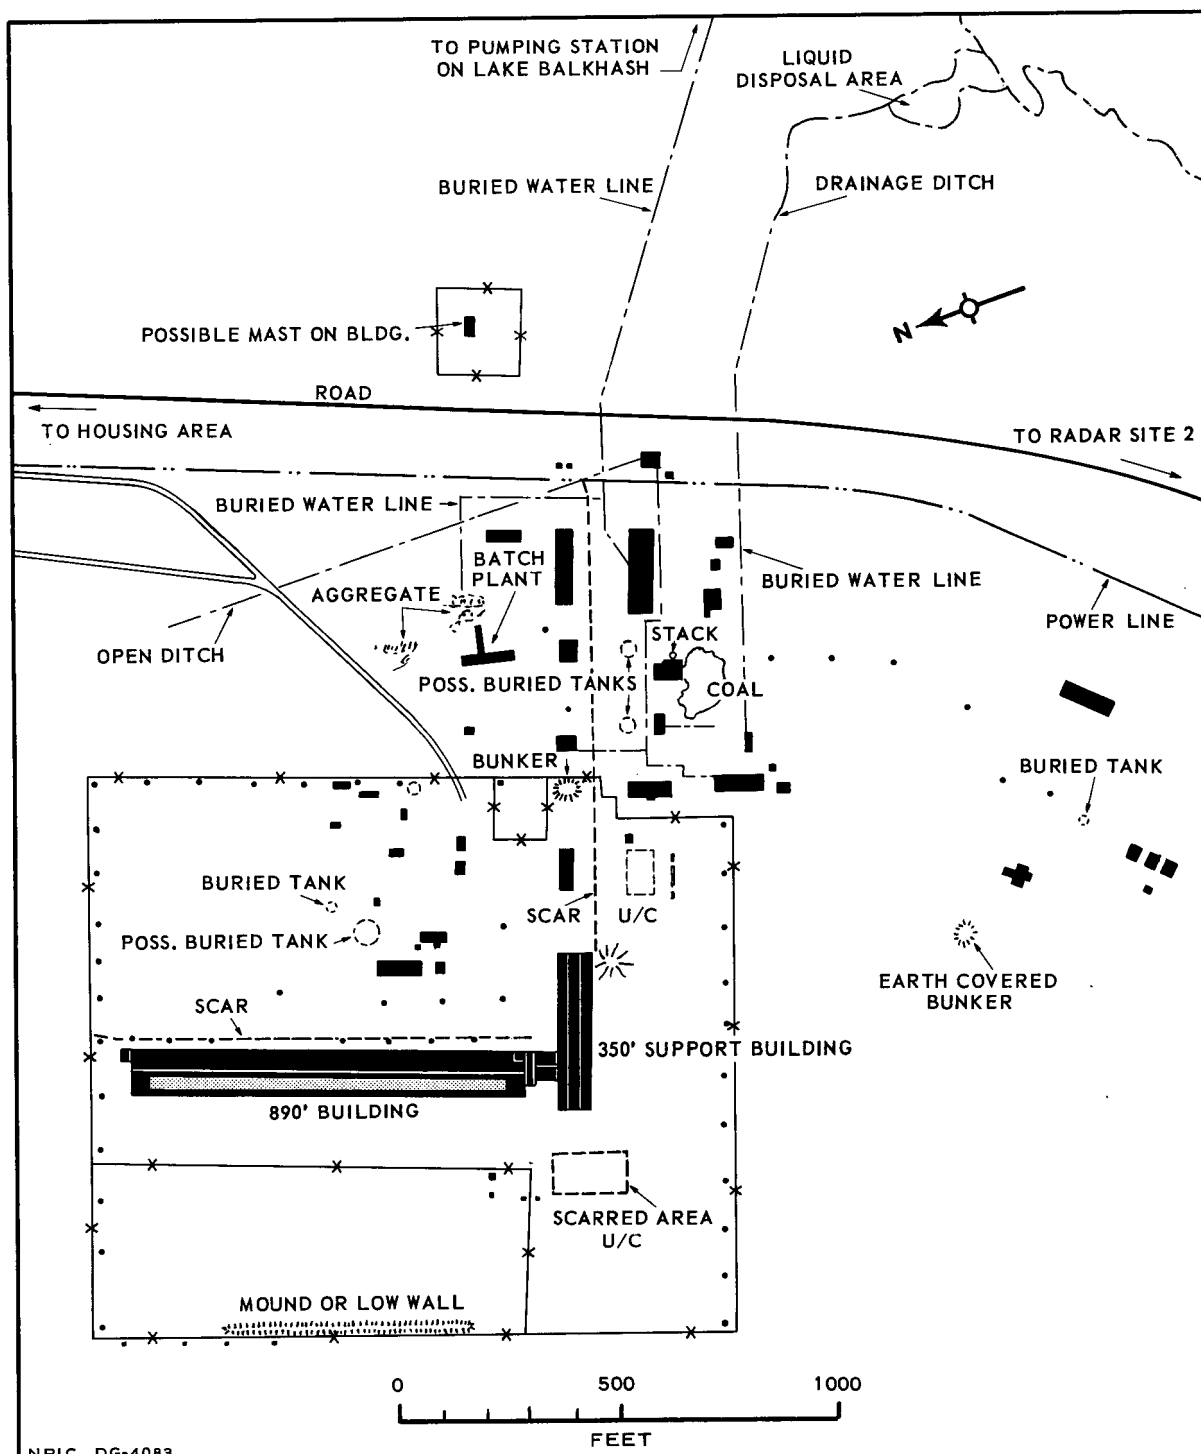 TO PUMPING STATION
ON LAKE BALKHASH
LIQUID
DISPOSAL AREA
BURIED WATER LINE
DRAINAGE DITCH
N
POSSIBLE MAST ON BLDG.
ROAD
TO HOUSING AREA
TO RADAR SITE 2
BURIED WATER LINE
BATCH
PLANT
BURIED WATER LINE
AGGREGATE
POWER LINE
STACK
OPEN DITCH
POSS. BURIED TANKS
COAL
BUNKER
BURIED TANK
BURIED TANK
SCAR
U/C
POSS. BURIED TANK
EARTH COVERED
BUNKER
SCAR
350' SUPPORT BUILDING
890' BUILDING
SCARRED AREA
U/C
MOUND OR LOW WALL
0 500 1000
FEET
NPIC DG-4083